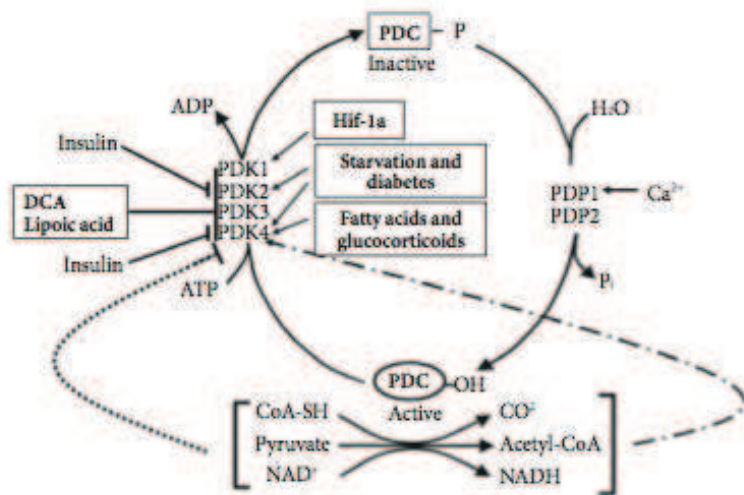 PDC
P
Inactive
ADP
H₂O
Hif-1a
Insulin
PDK1
PDK2
PDK3
PDK4
Starvation and
diabetes
DCA
Lipoic acid
Fatty acids and
glucocorticoids
PDP1
PDP2
Ca²⁺
Insulin
ATP
Pᵢ
PDC
OH
Active
CoA-SH
CO²
Pyruvate
Acetyl-CoA
NAD⁺
NADH